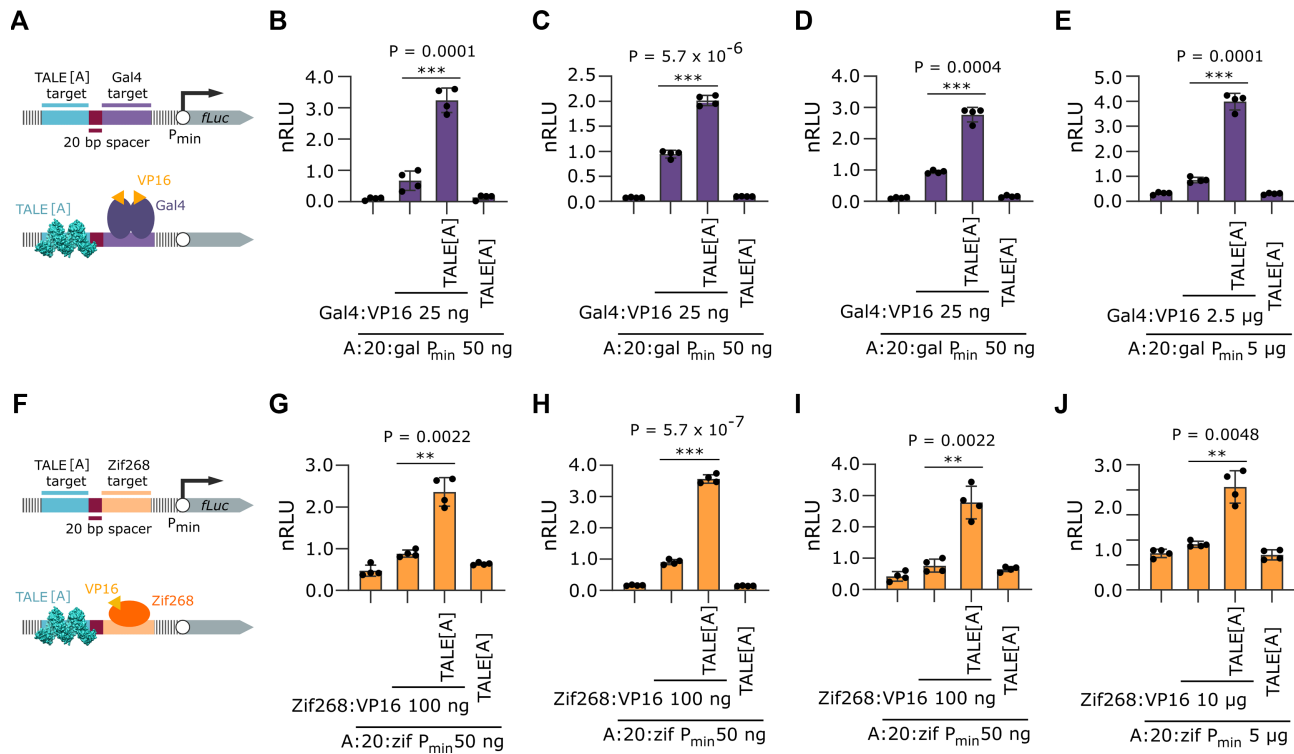 A
TALE [A] target
Gal4 target
20 bp spacer
Pmin
fLuc
VP16
TALE [A]
Gal4
B
P = 0.0001
***
nRLU
4.0
3.0
2.0
1.0
0.0
TALE[A]
TALE[A]
Gal4:VP16 25 ng
A:20:gal Pmin 50 ng
C
P = 5.7 x 10-6
***
nRLU
2.5
2.0
1.5
1.0
0.5
0.0
TALE[A]
TALE[A]
Gal4:VP16 25 ng
A:20:gal Pmin 50 ng
D
P = 0.0004
***
nRLU
4.0
3.0
2.0
1.0
0.0
TALE[A]
TALE[A]
Gal4:VP16 25 ng
A:20:gal Pmin 50 ng
E
P = 0.0001
***
nRLU
5.0
4.0
3.0
2.0
1.0
0.0
TALE[A]
TALE[A]
Gal4:VP16 2.5 µg
A:20:gal Pmin 5 µg
F
TALE [A] target
Zif268 target
20 bp spacer
Pmin
fLuc
VP16
TALE [A]
Zif268
G
P = 0.0022
**
nRLU
3.0
2.0
1.0
0.0
TALE[A]
TALE[A]
Zif268:VP16 100 ng
A:20:zif Pmin 50 ng
H
P = 5.7 x 10-7
***
nRLU
4.0
3.0
2.0
1.0
0.0
TALE[A]
TALE[A]
Zif268:VP16 100 ng
A:20:zif Pmin 50 ng
I
P = 0.0022
**
nRLU
4.0
3.0
2.0
1.0
0.0
TALE[A]
TALE[A]
Zif268:VP16 100 ng
A:20:zif Pmin 50 ng
J
P = 0.0048
**
nRLU
3.0
2.0
1.0
0.0
TALE[A]
TALE[A]
Zif268:VP16 10 µg
A:20:zif Pmin 5 µg